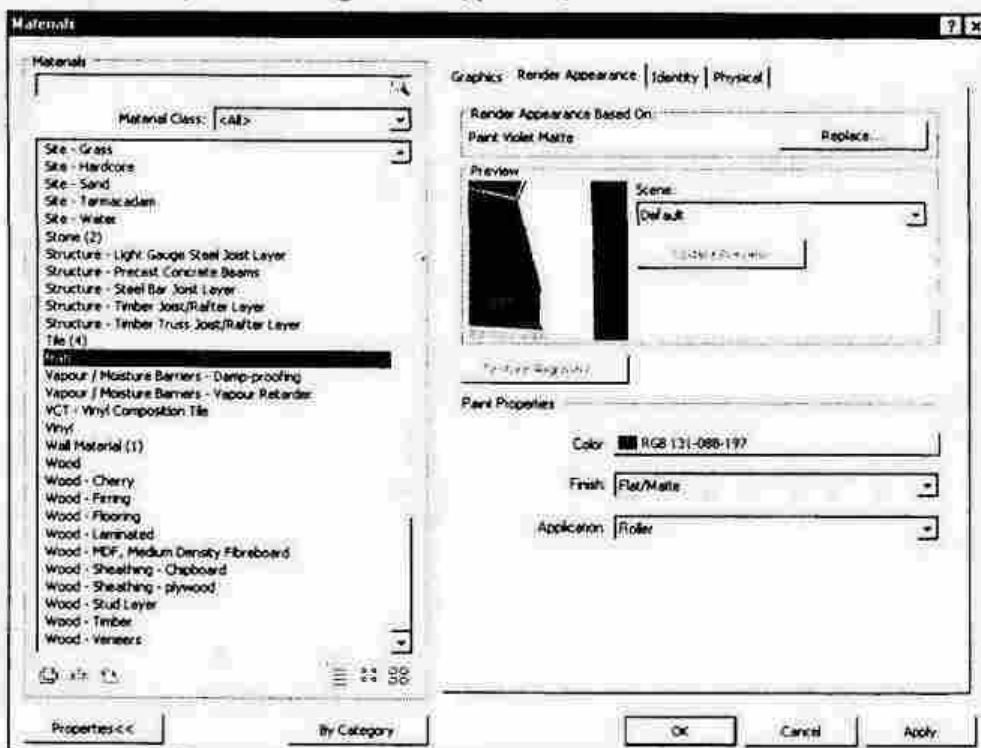 Materials
Materials
Material Class: <All>
Site - Grass
Site - Hardcore
Site - Sand
Site - Tarmacadam
Site - Water
Stone (2)
Structure - Light Gauge Steel Joist Layer
Structure - Precast Concrete Beams
Structure - Steel Bar Joist Layer
Structure - Timber Joist/Rafter Layer
Structure - Timber Truss Joist/Rafter Layer
Tile (4)
Vapour / Moisture Barriers - Damp-proofing
Vapour / Moisture Barriers - Vapour Retarder
VCT - Vinyl Composition Tile
Vinyl
Wall Material (1)
Wood
Wood - Cherry
Wood - Firring
Wood - Flooring
Wood - Laminated
Wood - MDF, Medium Density Fibreboard
Wood - Sheathing - Chipboard
Wood - Sheathing - plywood
Wood - Stud Layer
Wood - Timber
Wood - Veneers
Properties<<
By Category
Graphics Render Appearance Identity Physical
Render Appearance Based On
Paint Violet Matte
Replace...
Preview
Scene:
Default
Update Preview
Paint Properties
Color RGB 131-088-197
Finish Flat/Matte
Application Roller
OK Cancel Apply